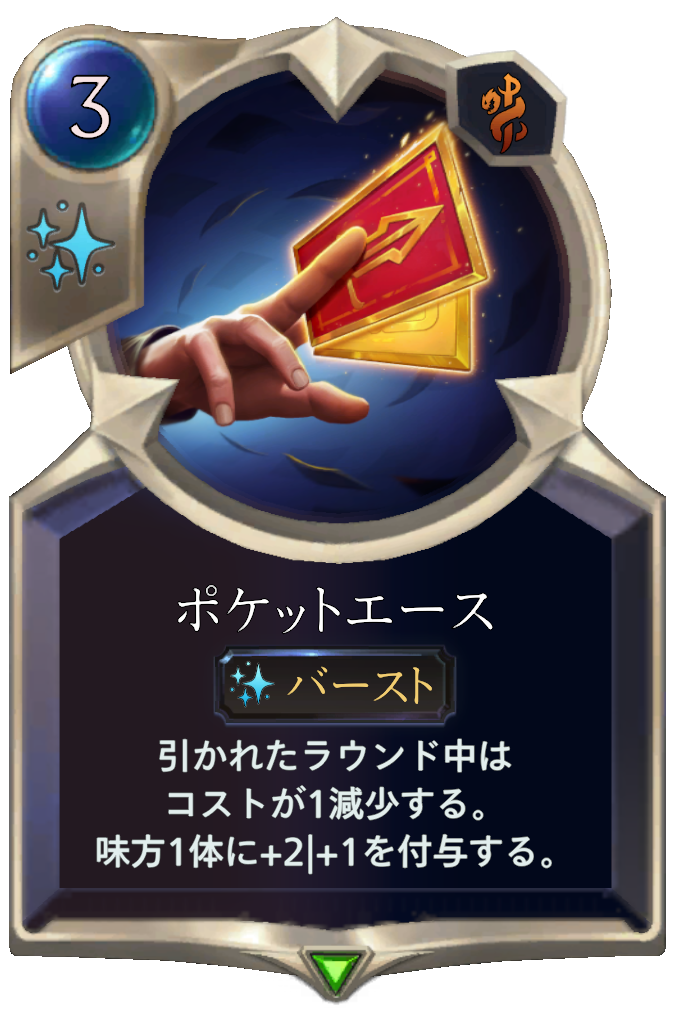 3
ポケットエース
バースト
引かれたラウンド中は
コストが1減少する。
味方1体に+2|+1を付与する。